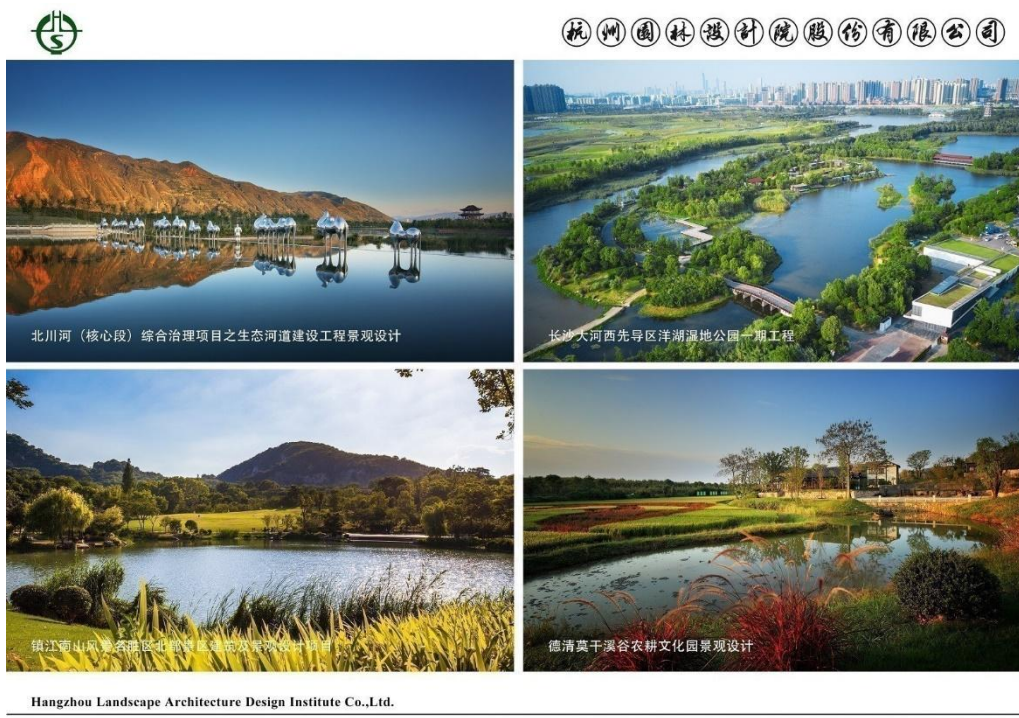 HS
杭州園林設計院股份有限公司
北川河（核心段）综合治理项目之生态河道建设工程景观设计
长沙大河西先导区洋湖湿地公园一期工程
镇江南山风景名胜区北部景区建筑及景观设计项目
德清莫干溪谷农耕文化园景观设计
Hangzhou Landscape Architecture Design Institute Co.,Ltd.